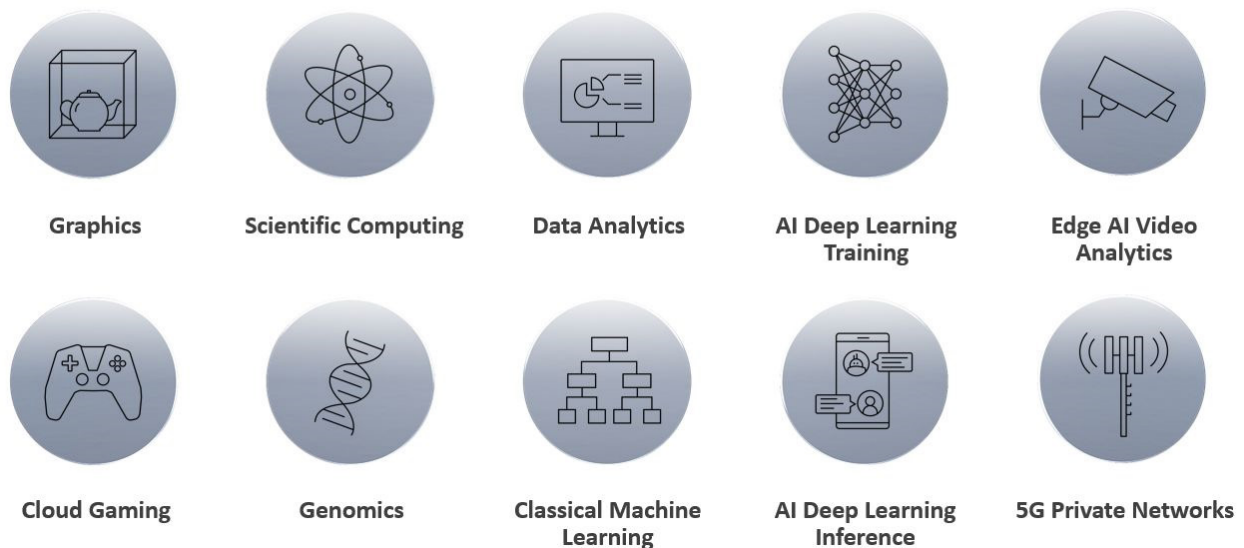 Graphics
Scientific Computing
Data Analytics
AI Deep Learning
Training
Edge AI Video
Analytics
Cloud Gaming
Genomics
Classical Machine
Learning
AI Deep Learning
Inference
5G Private Networks